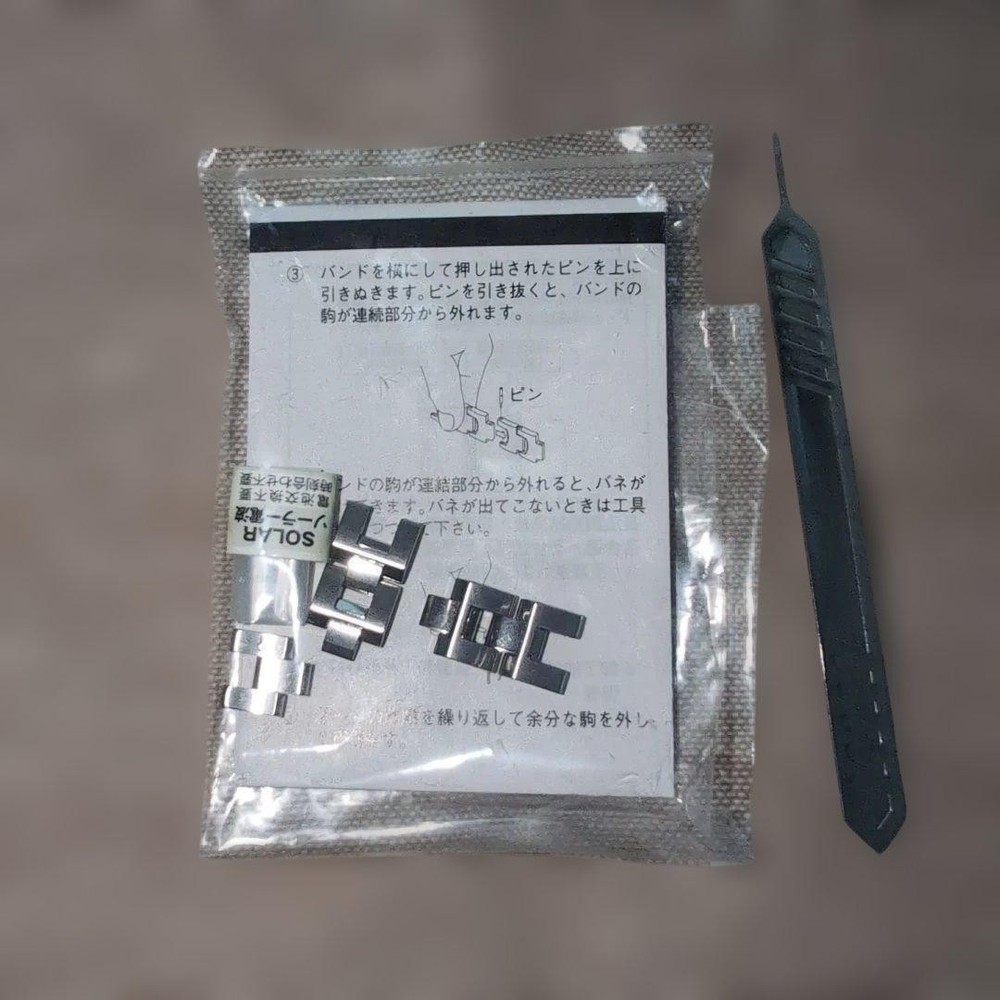 ③ バンドを横にして押し出されたピンを上に
引きぬきます。ピンを引き抜くと、バンドの
駒が連続部分から外れます。
ピン
ンドの駒が連結部分から外れると、バネが
きます。バネが出てこないときは工具
下さい。
を繰り返して余分な駒を外し
SOLAR
ソーラー電波
電池交換不要
時刻合わせ不要